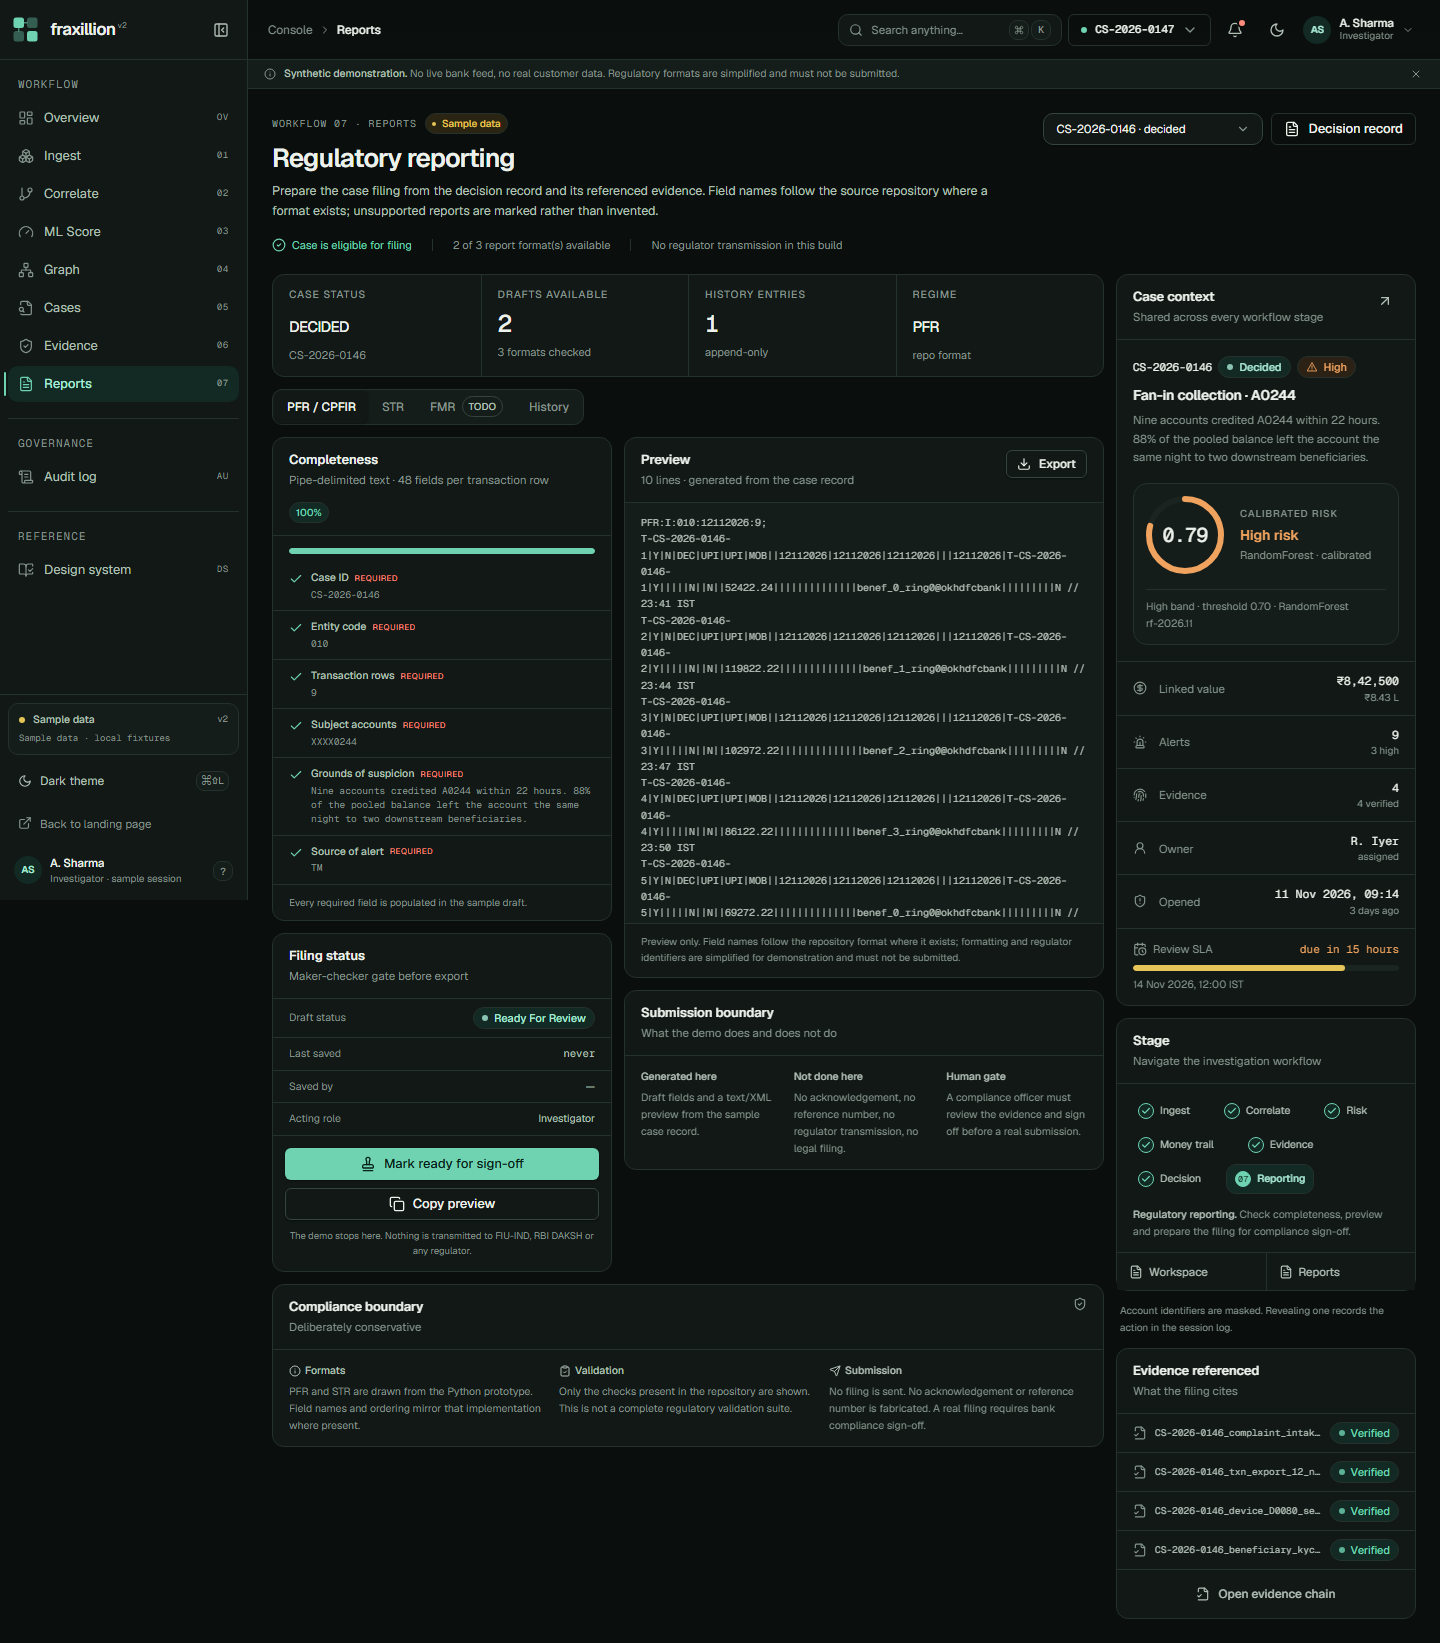 fraxillion v2
Console > Reports
Search anything... ⌘ K
CS-2026-0147
AS
A. Sharma
Investigator
Synthetic demonstration. No live bank feed, no real customer data. Regulatory formats are simplified and must not be submitted.
WORKFLOW
Overview OV
Ingest 01
Correlate 02
ML Score 03
Graph 04
Cases 05
Evidence 06
Reports 07
GOVERNANCE
Audit log AU
REFERENCE
Design system DS
Sample data v2
Sample data · local fixtures
Dark theme ⌘⇧L
Back to landing page
AS
A. Sharma
Investigator · sample session
?
WORKFLOW 07 · REPORTS
Sample data
Regulatory reporting
Prepare the case filing from the decision record and its referenced evidence. Field names follow the source repository where a
format exists; unsupported reports are marked rather than invented.
Case is eligible for filing
2 of 3 report format(s) available
No regulator transmission in this build
CS-2026-0146 · decided
Decision record
CASE STATUS
DECIDED
CS-2026-0146
DRAFTS AVAILABLE
2
3 formats checked
HISTORY ENTRIES
1
append-only
REGIME
PFR
repo format
PFR / CPFIR
STR
FMR TODO
History
Completeness
Pipe-delimited text · 48 fields per transaction row
100%
Case ID REQUIRED
CS-2026-0146
Entity code REQUIRED
010
Transaction rows REQUIRED
9
Subject accounts REQUIRED
XXXX0244
Grounds of suspicion REQUIRED
Nine accounts credited A0244 within 22 hours. 88%
of the pooled balance left the account the same
night to two downstream beneficiaries.
Source of alert REQUIRED
TM
Every required field is populated in the sample draft.
Filing status
Maker-checker gate before export
Draft status Ready For Review
Last saved never
Saved by —
Acting role Investigator
Mark ready for sign-off
Copy preview
The demo stops here. Nothing is transmitted to FIU-IND, RBI DAKSH or
any regulator.
Preview
10 lines · generated from the case record
Export
PFR:I:010:12112026:9;
T-CS-2026-0146-
1|Y|N|DEC|UPI|UPI|MOB||12112026|12112026|12112026|||12112026|T-CS-2026-
0146-
1|Y|||||N||N||52422.24|||||||||||||||benef_0_ring0@okhdfcbank|||||||||N //
23:41 IST
T-CS-2026-0146-
2|Y|N|DEC|UPI|UPI|MOB||12112026|12112026|12112026|||12112026|T-CS-2026-
0146-
2|Y|||||N||N||119822.22||||||||||||||benef_1_ring0@okhdfcbank|||||||||N //
23:44 IST
T-CS-2026-0146-
3|Y|N|DEC|UPI|UPI|MOB||12112026|12112026|12112026|||12112026|T-CS-2026-
0146-
3|Y|||||N||N||102972.22||||||||||||||benef_2_ring0@okhdfcbank|||||||||N //
23:47 IST
T-CS-2026-0146-
4|Y|N|DEC|UPI|UPI|MOB||12112026|12112026|12112026|||12112026|T-CS-2026-
0146-
4|Y|||||N||N||86122.22|||||||||||||||benef_3_ring0@okhdfcbank|||||||||N //
23:50 IST
T-CS-2026-0146-
5|Y|N|DEC|UPI|UPI|MOB||12112026|12112026|12112026|||12112026|T-CS-2026-
0146-
5|Y|||||N||N||69272.22|||||||||||||||benef_0_ring0@okhdfcbank|||||||||N //
Preview only. Field names follow the repository format where it exists; formatting and regulator
identifiers are simplified for demonstration and must not be submitted.
Submission boundary
What the demo does and does not do
Generated here
Draft fields and a text/XML
preview from the sample
case record.
Not done here
No acknowledgement, no
reference number, no
regulator transmission, no
legal filing.
Human gate
A compliance officer must
review the evidence and sign
off before a real submission.
Compliance boundary
Deliberately conservative
Formats
PFR and STR are drawn from the Python prototype.
Field names and ordering mirror that implementation
where present.
Validation
Only the checks present in the repository are shown.
This is not a complete regulatory validation suite.
Submission
No filing is sent. No acknowledgement or reference
number is fabricated. A real filing requires bank
compliance sign-off.
Case context
Shared across every workflow stage
CS-2026-0146 Decided High
Fan-in collection · A0244
Nine accounts credited A0244 within 22 hours.
88% of the pooled balance left the account the
same night to two downstream beneficiaries.
0.79
CALIBRATED RISK
High risk
RandomForest · calibrated
High band · threshold 0.70 · RandomForest
rf-2026.11
Linked value ₹8,42,500
₹8.43 L
Alerts 9
3 high
Evidence 4
4 verified
Owner R. Iyer
assigned
Opened 11 Nov 2026, 09:14
3 days ago
Review SLA due in 15 hours
14 Nov 2026, 12:00 IST
Stage
Navigate the investigation workflow
Ingest
Correlate
Risk
Money trail
Evidence
Decision
07 Reporting
Regulatory reporting. Check completeness, preview
and prepare the filing for compliance sign-off.
Workspace
Reports
Account identifiers are masked. Revealing one records the
action in the session log.
Evidence referenced
What the filing cites
CS-2026-0146_complaint_intak… Verified
CS-2026-0146_txn_export_12_n… Verified
CS-2026-0146_device_D0080_se… Verified
CS-2026-0146_beneficiary_kyc… Verified
Open evidence chain